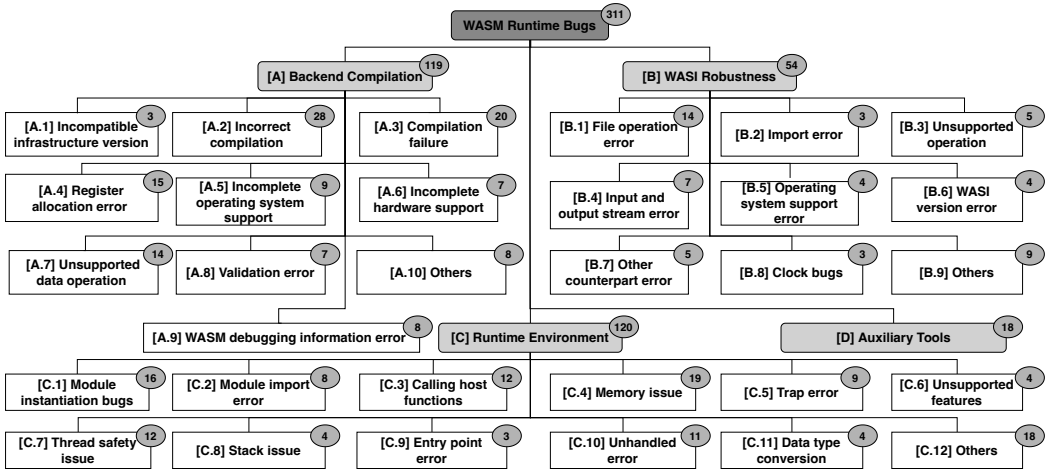 WASM Runtime Bugs
311
[A] Backend Compilation
119
[B] WASI Robustness
54
[A.1] Incompatible
infrastructure version
3
[A.2] Incorrect
compilation
28
[A.3] Compilation
failure
20
[B.1] File operation
error
14
[B.2] Import error
3
[B.3] Unsupported
operation
5
[A.4] Register
allocation error
15
[A.5] Incomplete
operating system
support
9
[A.6] Incomplete
hardware support
7
[B.4] Input and
output stream error
7
[B.5] Operating
system support
error
4
[B.6] WASI
version error
4
[A.7] Unsupported
data operation
14
[A.8] Validation error
7
[A.10] Others
8
[B.7] Other
counterpart error
5
[B.8] Clock bugs
3
[B.9] Others
9
[A.9] WASM debugging information error
8
[C] Runtime Environment
120
[D] Auxiliary Tools
18
[C.1] Module
instantiation bugs
16
[C.2] Module import
error
8
[C.3] Calling host
functions
12
[C.4] Memory issue
19
[C.5] Trap error
9
[C.6] Unsupported
features
4
[C.7] Thread safety
issue
12
[C.8] Stack issue
4
[C.9] Entry point
error
3
[C.10] Unhandled
error
11
[C.11] Data type
conversion
4
[C.12] Others
18